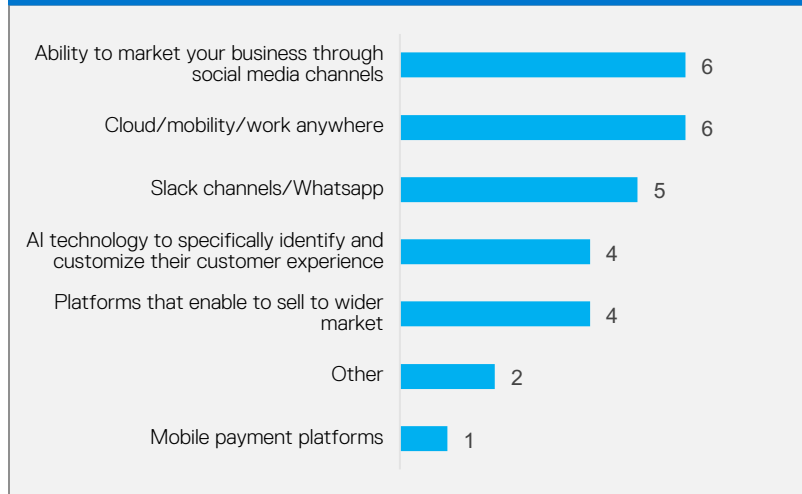 Ability to market your business through
social media channels
6
Cloud/mobility/work anywhere
6
Slack channels/Whatsapp
5
AI technology to specifically identify and
customize their customer experience
4
Platforms that enable to sell to wider
market
4
Other
2
Mobile payment platforms
1